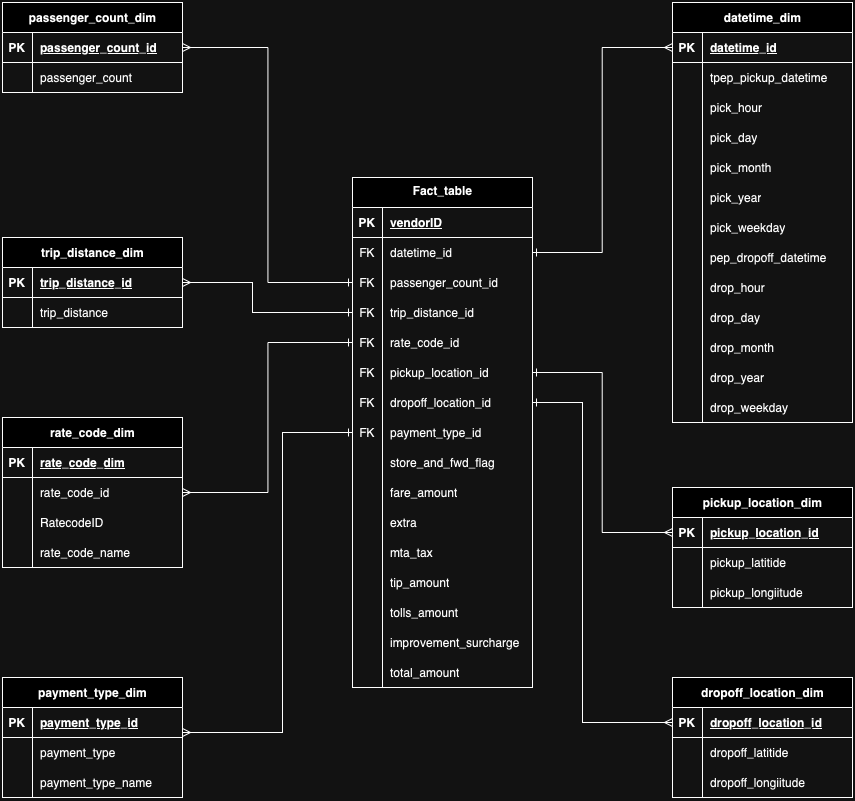 passenger_count_dim
PK passenger_count_id
passenger_count
trip_distance_dim
PK trip_distance_id
trip_distance
rate_code_dim
PK rate_code_dim
rate_code_id
RatecodeID
rate_code_name
payment_type_dim
PK payment_type_id
payment_type
payment_type_name
Fact_table
PK vendorID
FK datetime_id
FK passenger_count_id
FK trip_distance_id
FK rate_code_id
FK pickup_location_id
FK dropoff_location_id
FK payment_type_id
store_and_fwd_flag
fare_amount
extra
mta_tax
tip_amount
tolls_amount
improvement_surcharge
total_amount
datetime_dim
PK datetime_id
tpep_pickup_datetime
pick_hour
pick_day
pick_month
pick_year
pick_weekday
pep_dropoff_datetime
drop_hour
drop_day
drop_month
drop_year
drop_weekday
pickup_location_dim
PK pickup_location_id
pickup_latitide
pickup_longiitude
dropoff_location_dim
PK dropoff_location_id
dropoff_latitide
dropoff_longiitude